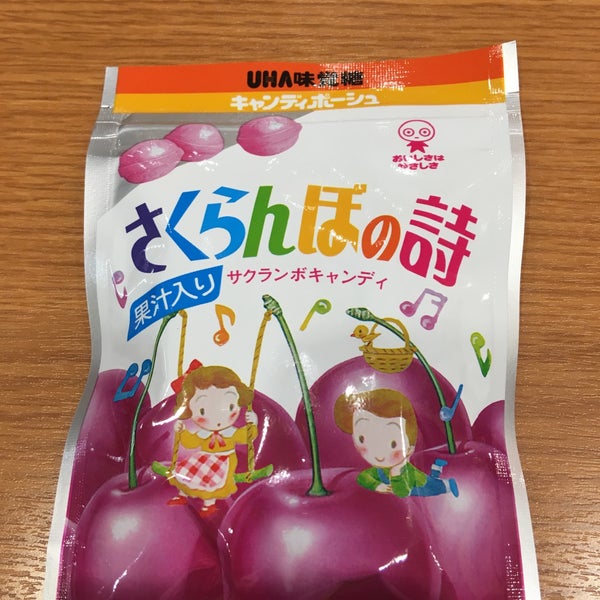 UHA味覚糖
キャンディポーシュ
おいしさは
やさしさ
さくらんぼの詩
果汁入り
サクランボキャンディ